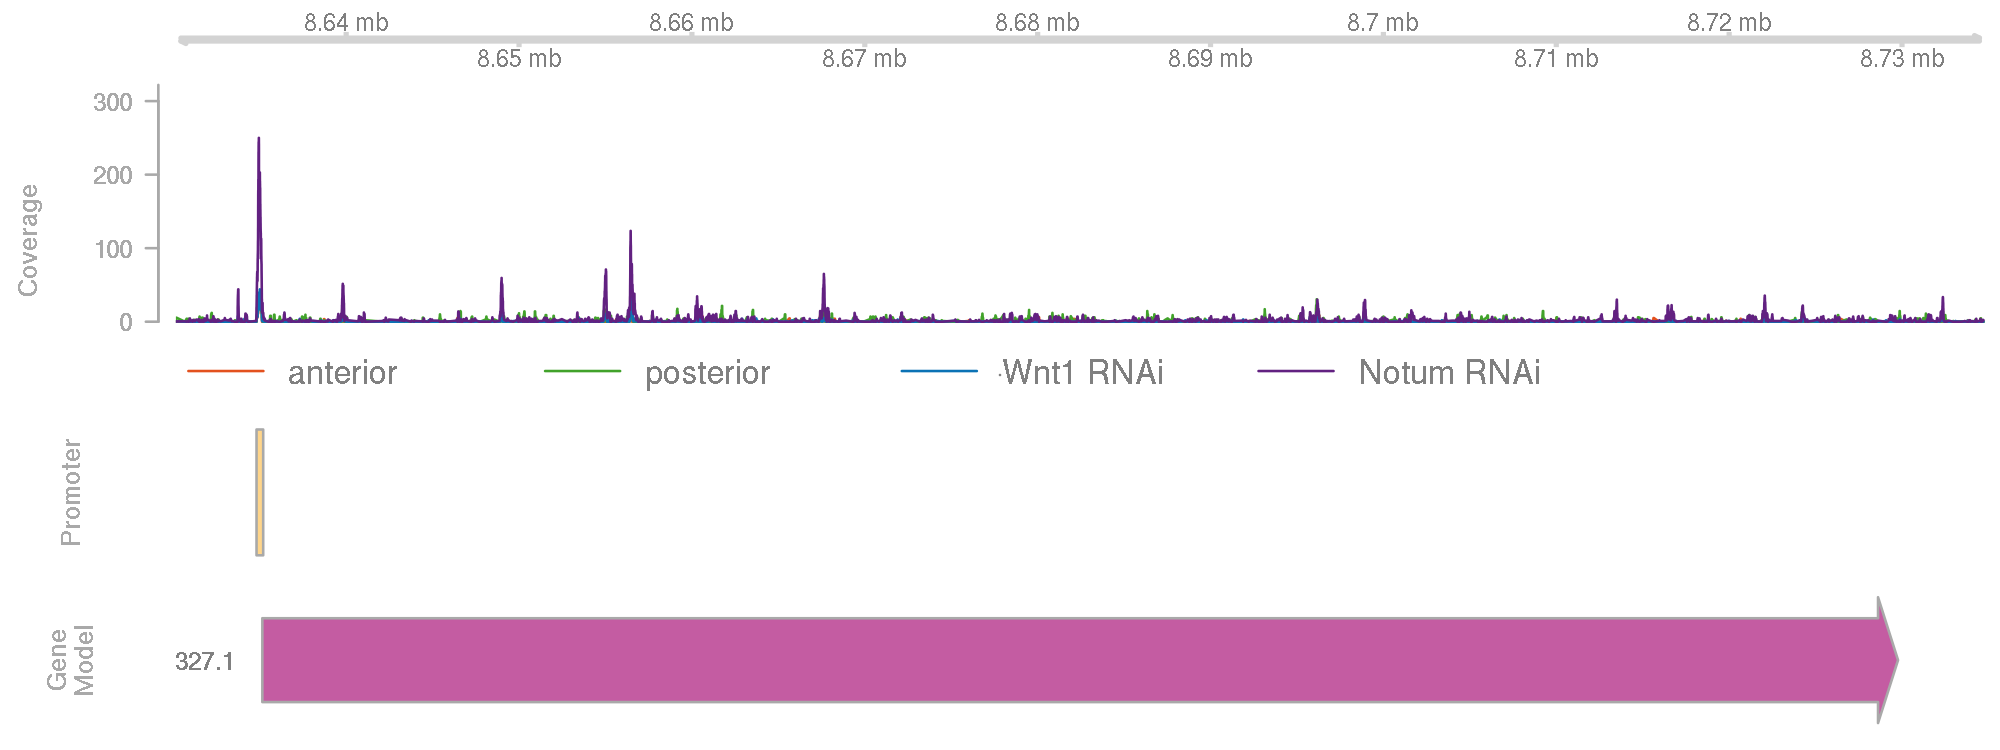 8.64 mb 8.66 mb 8.68 mb 8.7 mb 8.72 mb
8.65 mb 8.67 mb 8.69 mb 8.71 mb 8.73 mb
Coverage
300
200
100
0
anterior posterior Wnt1 RNAi Notum RNAi
Promoter
Gene
Model
327.1